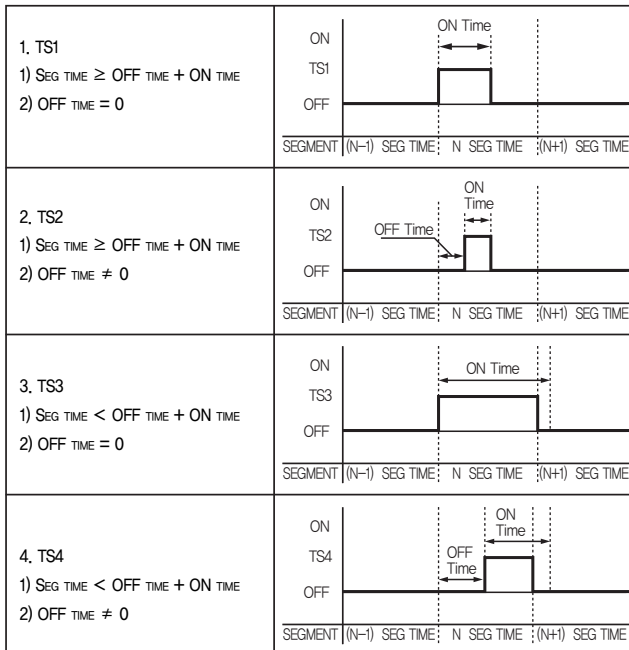 1. TS1
1) SEG TIME ≥ OFF TIME + ON TIME
2) OFF TIME = 0
ON Time
ON
TS1
OFF
SEGMENT (N-1) SEG TIME N SEG TIME (N+1) SEG TIME
2. TS2
1) SEG TIME ≥ OFF TIME + ON TIME
2) OFF TIME ≠ 0
ON
Time
ON
OFF Time
TS2
OFF
SEGMENT (N-1) SEG TIME N SEG TIME (N+1) SEG TIME
3. TS3
1) SEG TIME < OFF TIME + ON TIME
2) OFF TIME = 0
ON
ON Time
TS3
OFF
SEGMENT (N-1) SEG TIME N SEG TIME (N+1) SEG TIME
4. TS4
1) SEG TIME < OFF TIME + ON TIME
2) OFF TIME ≠ 0
ON
Time
ON
OFF
Time
TS4
OFF
SEGMENT (N-1) SEG TIME N SEG TIME (N+1) SEG TIME